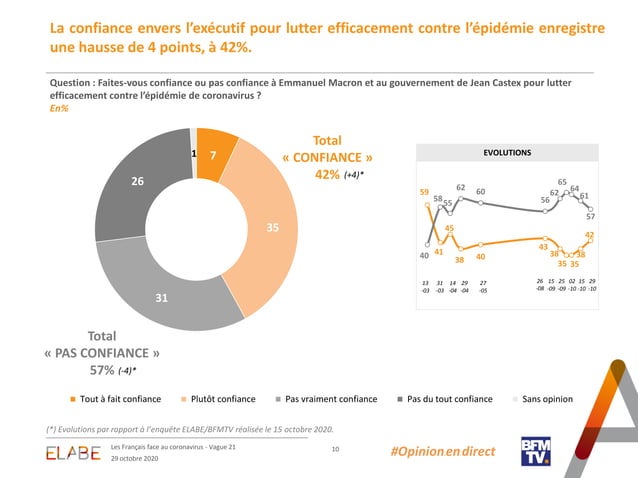 La confiance envers l’exécutif pour lutter efficacement contre l’épidémie enregistre
une hausse de 4 points, à 42%.
Question : Faites-vous confiance ou pas confiance à Emmanuel Macron et au gouvernement de Jean Castex pour lutter
efficacement contre l’épidémie de coronavirus ?
En%
Total
« CONFIANCE »
42% (+4)*
1
7
26
35
31
Total
« PAS CONFIANCE »
57% (-4)*
EVOLUTIONS
59
58
55
62
60
56
62
65
64
61
57
40
41
45
38
40
43
38
35
35
38
42
13 31 14 29 27 26 15 25 02 15 29
-03 -03 -04 -04 -05 -08 -09 -09 -10 -10 -10
Tout à fait confiance Plutôt confiance Pas vraiment confiance Pas du tout confiance Sans opinion
(*) Evolutions par rapport à l’enquête ELABE/BFMTV réalisée le 15 octobre 2020.
ELABE
Les Français face au coronavirus - Vague 21
29 octobre 2020
10
#Opinionendirect
BFM
TV.